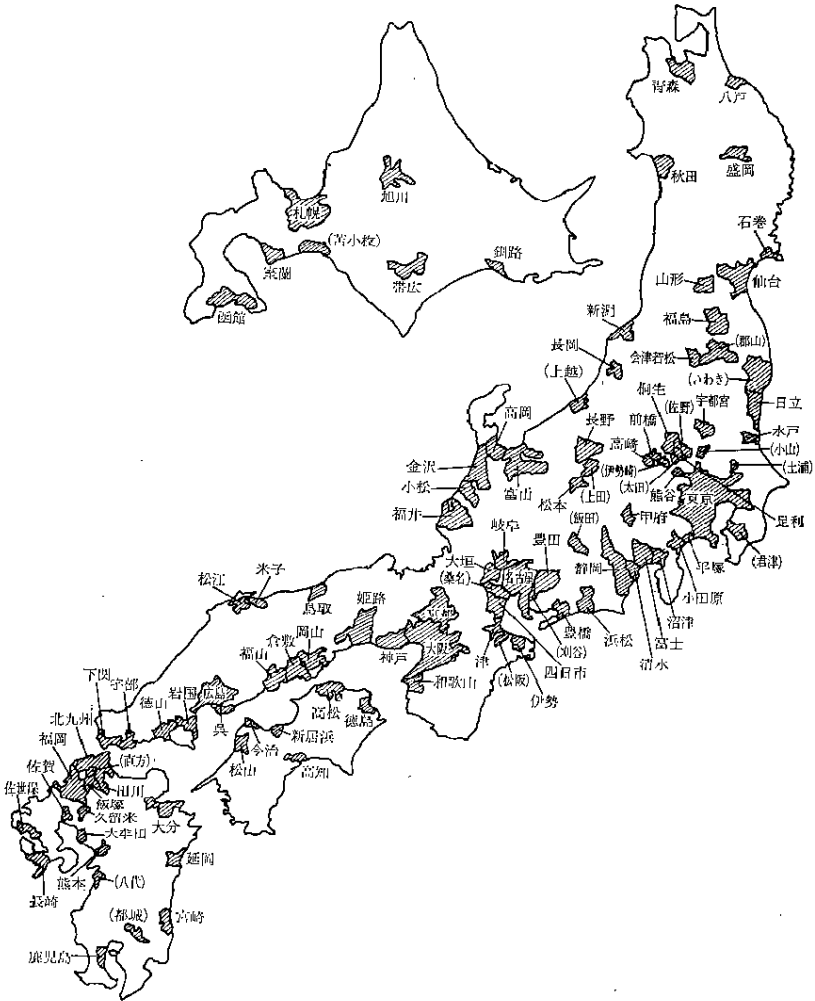 青森
八戸
秋田
盛岡
石巻
仙台
山形
福島
(郡山)
会津若松
(いわき)
日立
水戸
新潟
長岡
(上越)
旭川
札幌
(苫小牧)
室蘭
函館
帯広
釧路
桐生
(佐野)
宇都宮
前橋
高崎
(伊勢崎)
(太田)
熊谷
(小山)
(土浦)
東京
足利
(君津)
平塚
小田原
沼津
富士
清水
静岡
甲府
長野
(上田)
松本
(飯田)
高岡
金沢
小松
富山
福井
岐阜
大垣
(桑名)
名古屋
豊田
豊橋
(刈谷)
浜松
四日市
津
(松阪)
伊勢
京都
大阪
神戸
姫路
和歌山
鳥取
米子
松江
岡山
倉敷
福山
広島
呉
岩国
徳山
宇部
下関
高松
徳島
新居浜
今治
松山
高知
北九州
福岡
(直方)
田川
飯塚
佐賀
久留米
佐世保
大牟田
大分
熊本
長崎
(八代)
延岡
(都城)
宮崎
鹿児島